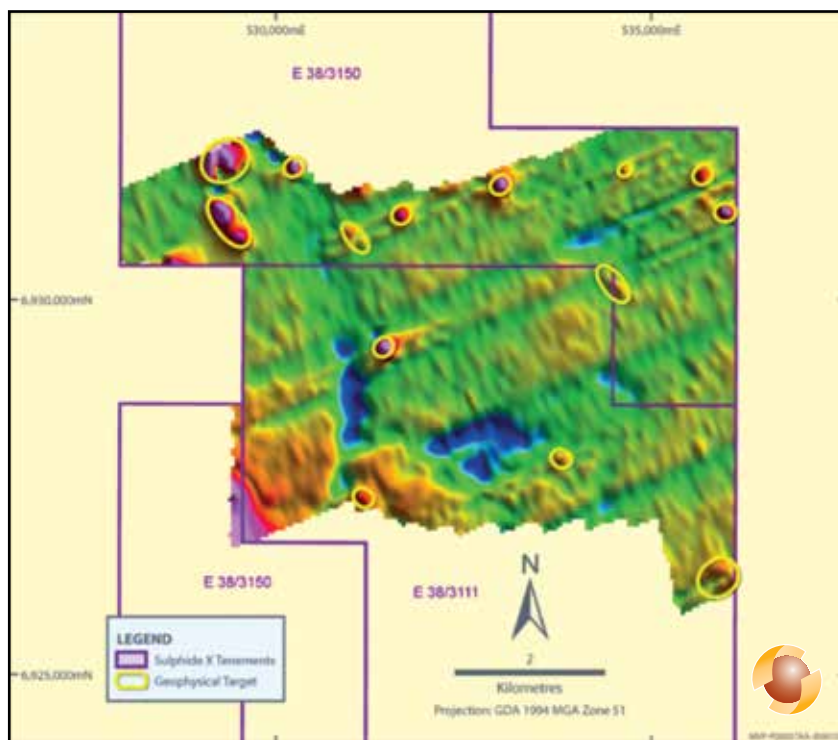 530,000mE
535,000mE
E 38/3150
6,930,000mN
E 38/3150
E 38/3111
N
LEGEND
Sulphide X Tenements
Geophysical Target
2
Kilometres
Projection: GDA 1994 MGA Zone 51
6,925,000mN